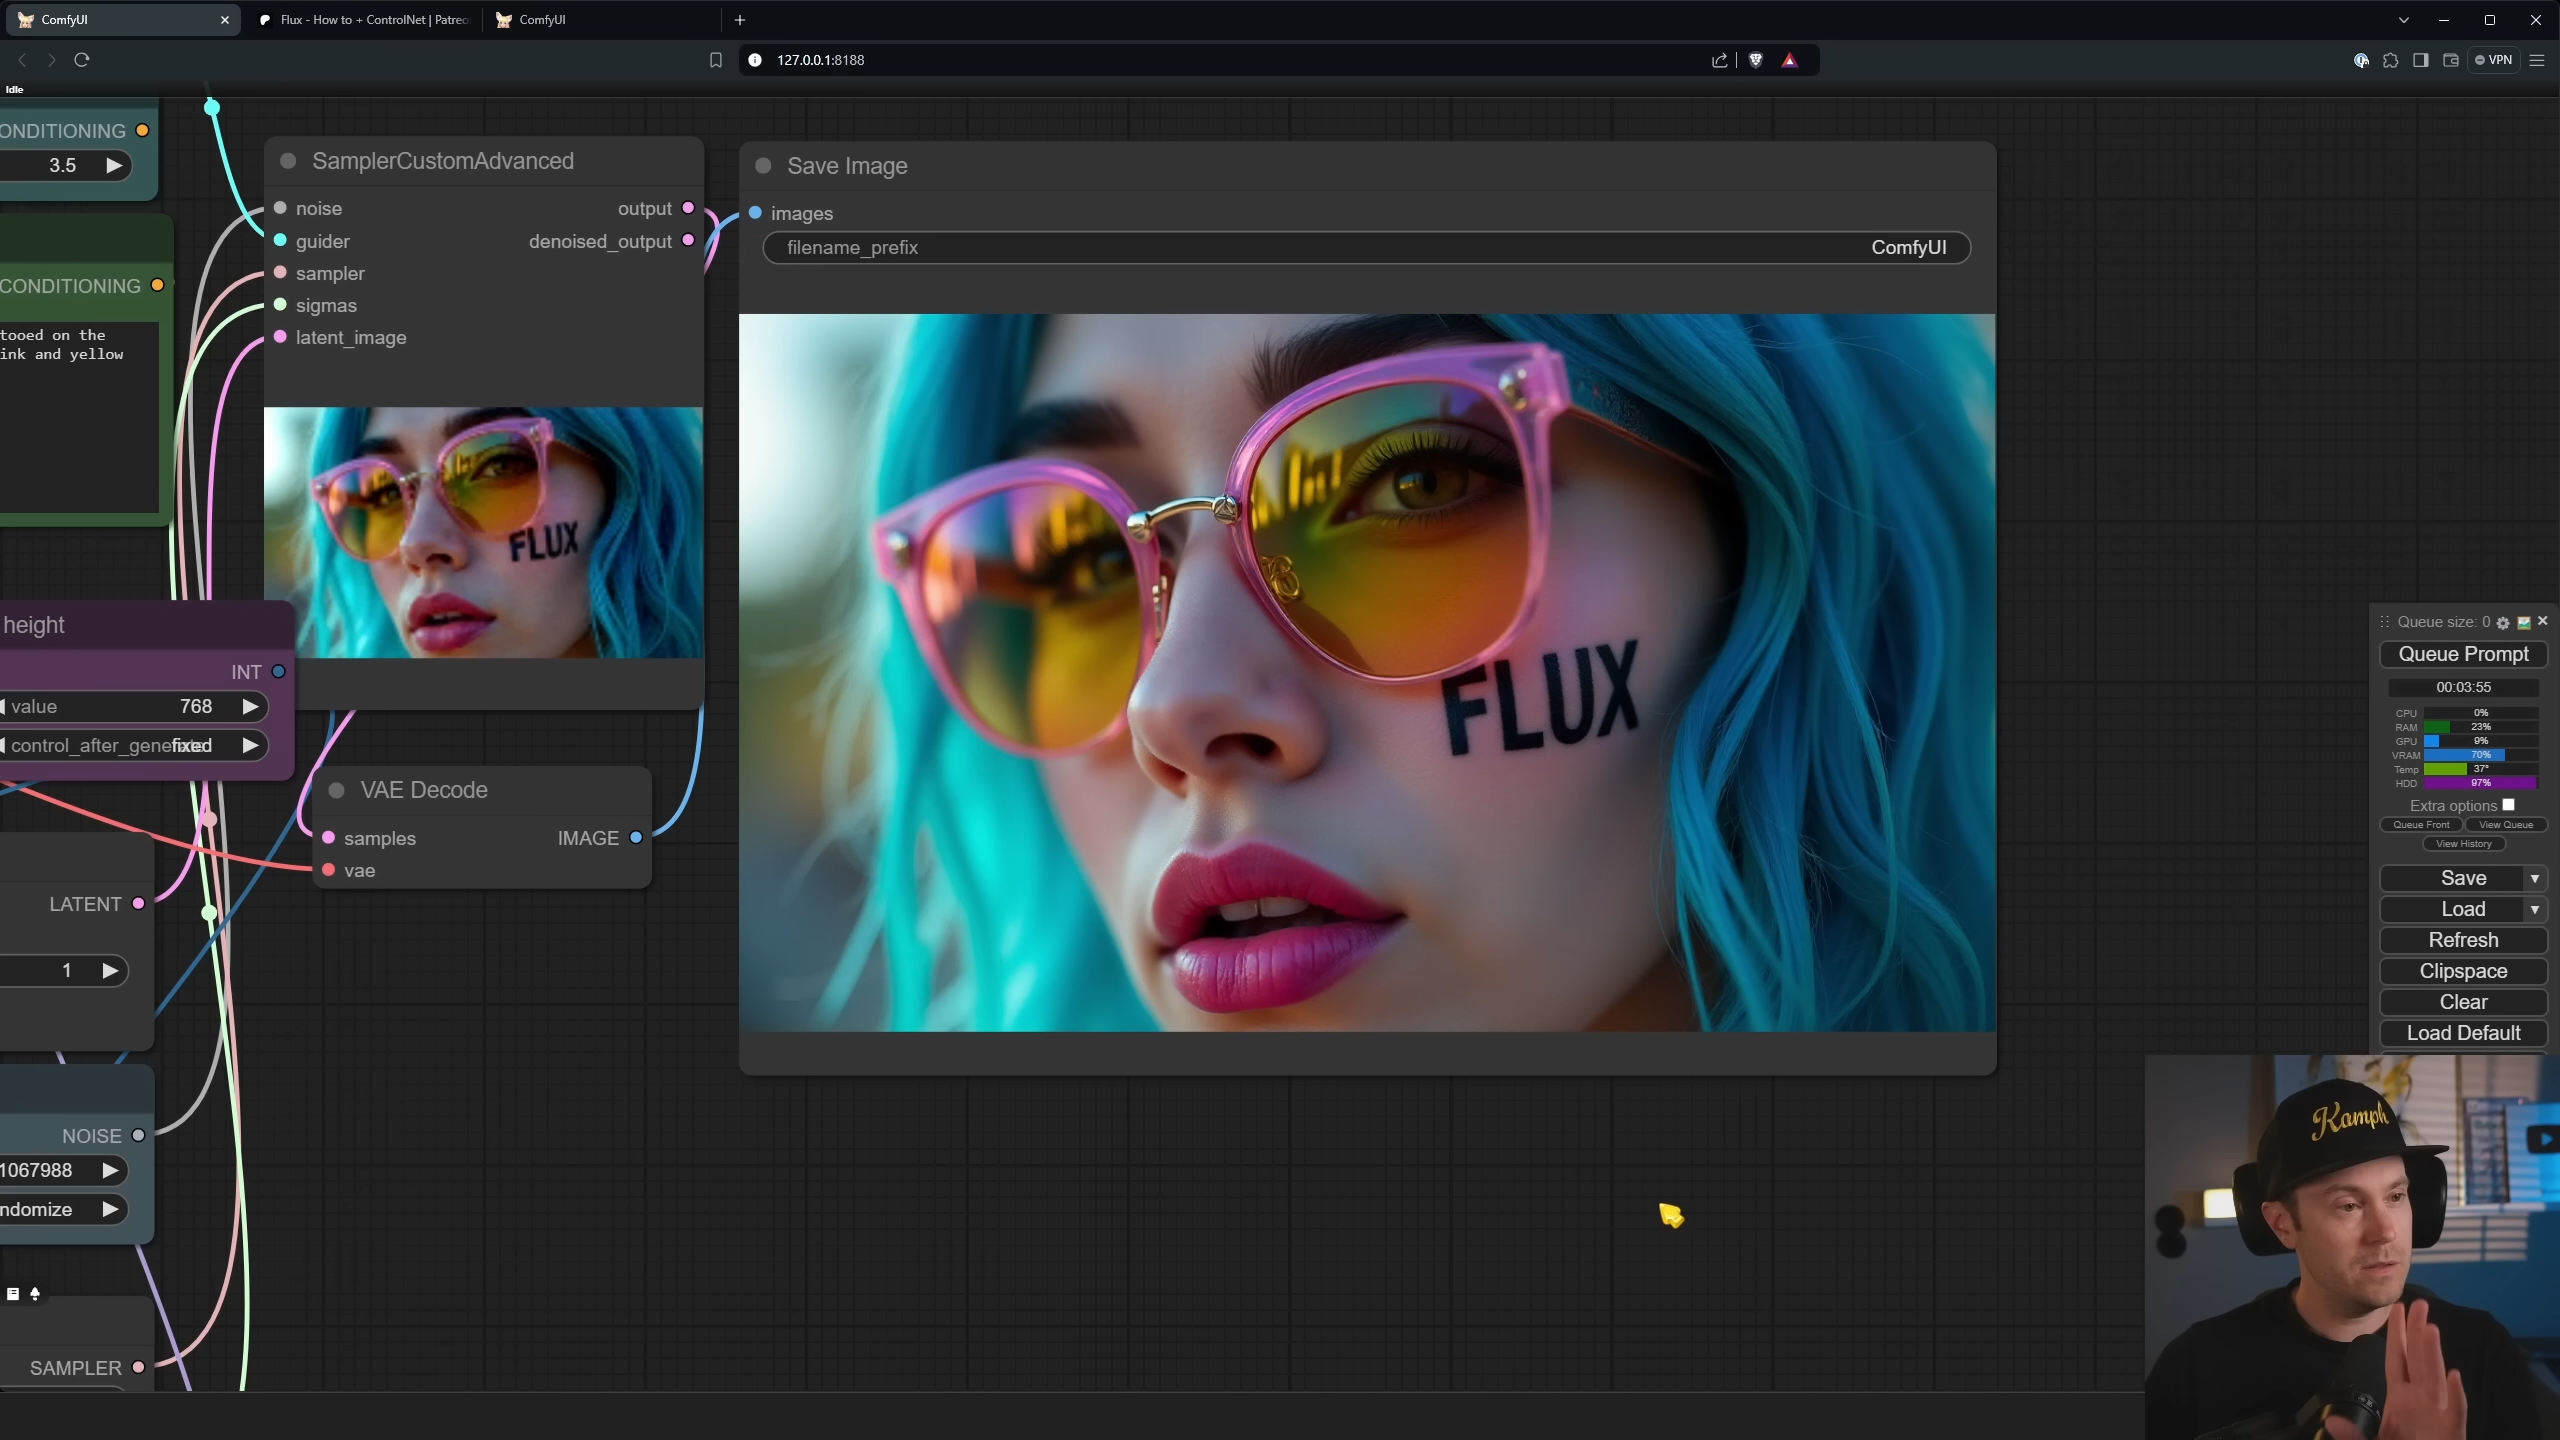 ComfyUI
Flux - How to + ControlNet | Patreo
ComfyUI
127.0.0.1:8188
VPN
Idle
ONDITIONING
3.5
CONDITIONING
tooed on the
ink and yellow
SamplerCustomAdvanced
noise
output
guider
denoised_output
sampler
sigmas
latent_image
FLUX
height
INT
value 768
control_after_gene fixed
VAE Decode
samples
IMAGE
vae
LATENT
1
NOISE
1067988
ndomize
SAMPLER
Save Image
images
filename_prefix ComfyUI
FLUX
Queue size: 0
Queue Prompt
00:03:55
CPU 0%
RAM 23%
GPU 9%
VRAM 70%
Temp 37°
HDD 97%
Extra options
Queue Front View Queue
View History
Save
Load
Refresh
Clipspace
Clear
Load Default
Kamph